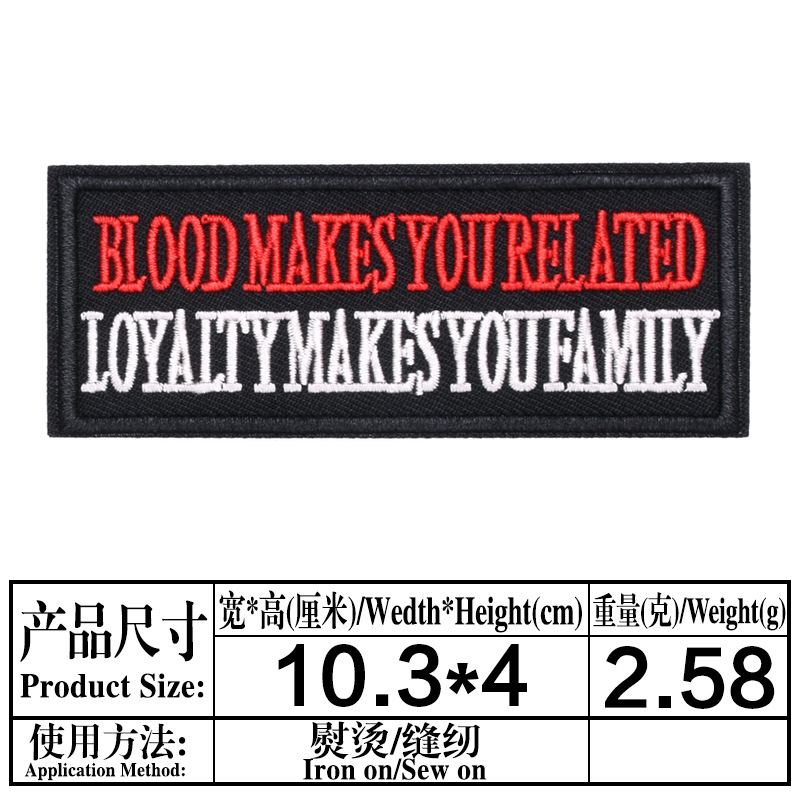 BLOOD MAKES YOU RELATED
LOYALTY MAKES YOU FAMILY
产品尺寸
Product Size:
宽*高(厘米)/Wedth*Height(cm)
10.3*4
重量(克)/Weight(g)
2.58
使用方法:
Application Method:
熨烫/缝纫
Iron on/Sew on